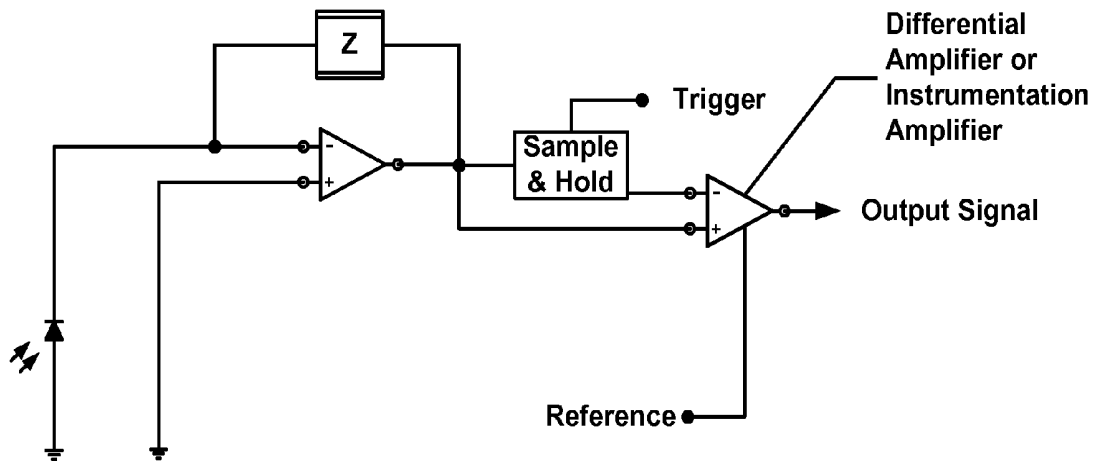 Differential
Amplifier or
Instrumentation
Amplifier
Z
Trigger
Sample
& Hold
-
+
-
+
Output Signal
Reference